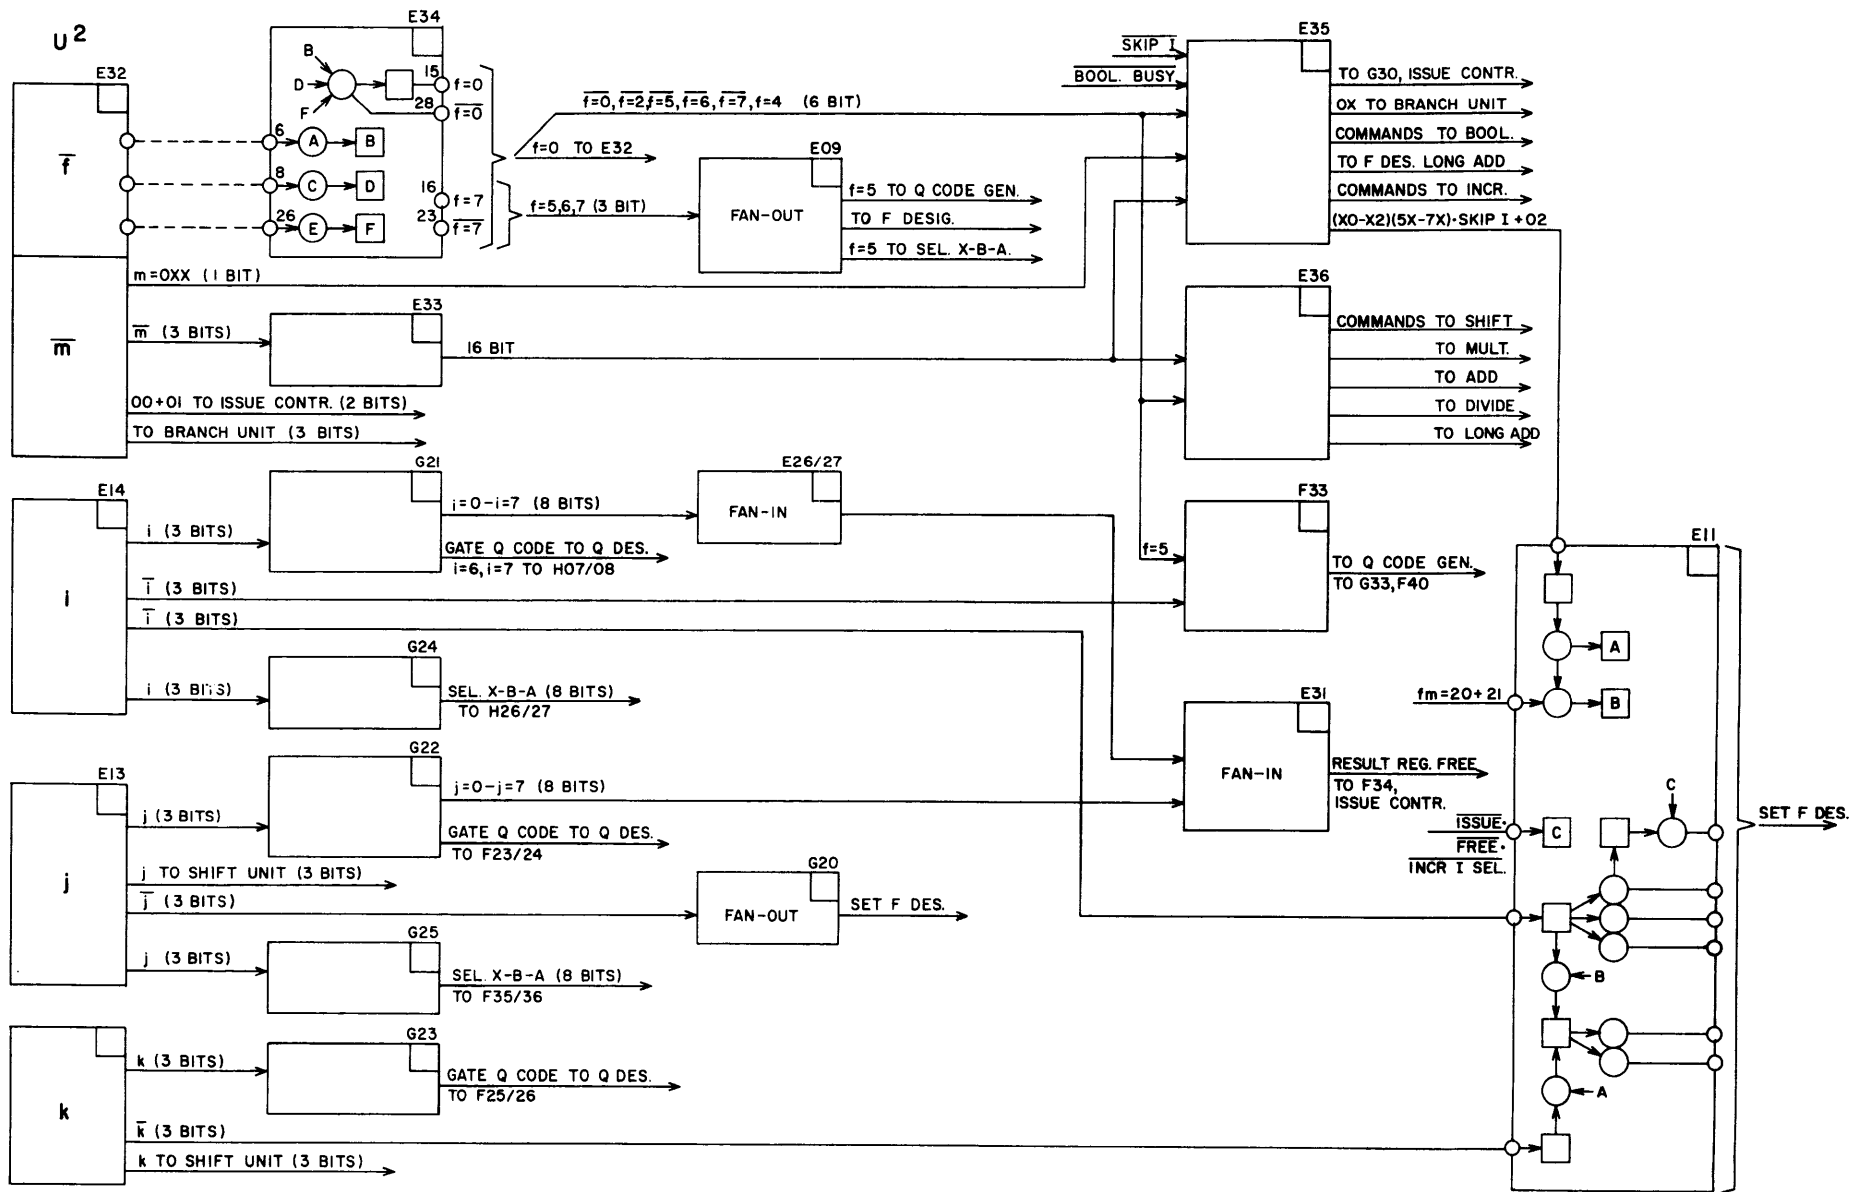 U²
E32
f̅
m̅
E34
B
D
F
15
f=0
28
f̅=̅0̅
6
A
B
8
C
D
26
E
F
16
f=7
23
f̅=̅7̅
f̅=̅0̅, f̅=̅2̅, f̅=̅5̅, f̅=̅6̅, f̅=̅7̅, f=4 (6 BIT)
f=0 TO E32
f=5,6,7 (3 BIT)
E09
FAN-OUT
f=5 TO Q CODE GEN.
TO F DESIG.
f=5 TO SEL. X-B-A.
S̅K̅I̅P̅ I̅
B̅O̅O̅L̅.̅ B̅U̅S̅Y̅
E35
TO G30, ISSUE CONTR.
OX TO BRANCH UNIT
COMMANDS TO BOOL.
TO F DES. LONG ADD
COMMANDS TO INCR.
(X0-X2)(5X-7X)·SKIP I+02
m=0XX (1 BIT)
m̅ (3 BITS)
E33
16 BIT
00+01 TO ISSUE CONTR. (2 BITS)
TO BRANCH UNIT (3 BITS)
E36
COMMANDS TO SHIFT
TO MULT.
TO ADD
TO DIVIDE
TO LONG ADD
E14
i
i (3 BITS)
G21
i=0-i=7 (8 BITS)
GATE Q CODE TO Q DES.
i=6, i=7 TO H07/08
E26/27
FAN-IN
i̅ (3 BITS)
i̅ (3 BITS)
f=5
F33
TO Q CODE GEN.
TO G33, F40
i (3 BITS)
G24
SEL. X-B-A (8 BITS)
TO H26/27
E31
FAN-IN
RESULT REG. FREE
TO F34,
ISSUE CONTR.
E13
j
j (3 BITS)
G22
j=0-j=7 (8 BITS)
GATE Q CODE TO Q DES.
TO F23/24
j TO SHIFT UNIT (3 BITS)
j̅ (3 BITS)
G20
FAN-OUT
SET F DES.
j (3 BITS)
G25
SEL. X-B-A (8 BITS)
TO F35/36
k
k (3 BITS)
G23
GATE Q CODE TO Q DES.
TO F25/26
k̅ (3 BITS)
k TO SHIFT UNIT (3 BITS)
E11
A
fm=20+21
B
I̅S̅S̅U̅E̅·
F̅R̅E̅E̅·
I̅N̅C̅R̅ I̅ S̅E̅L̅.̅
C
C
B
A
SET F DES.